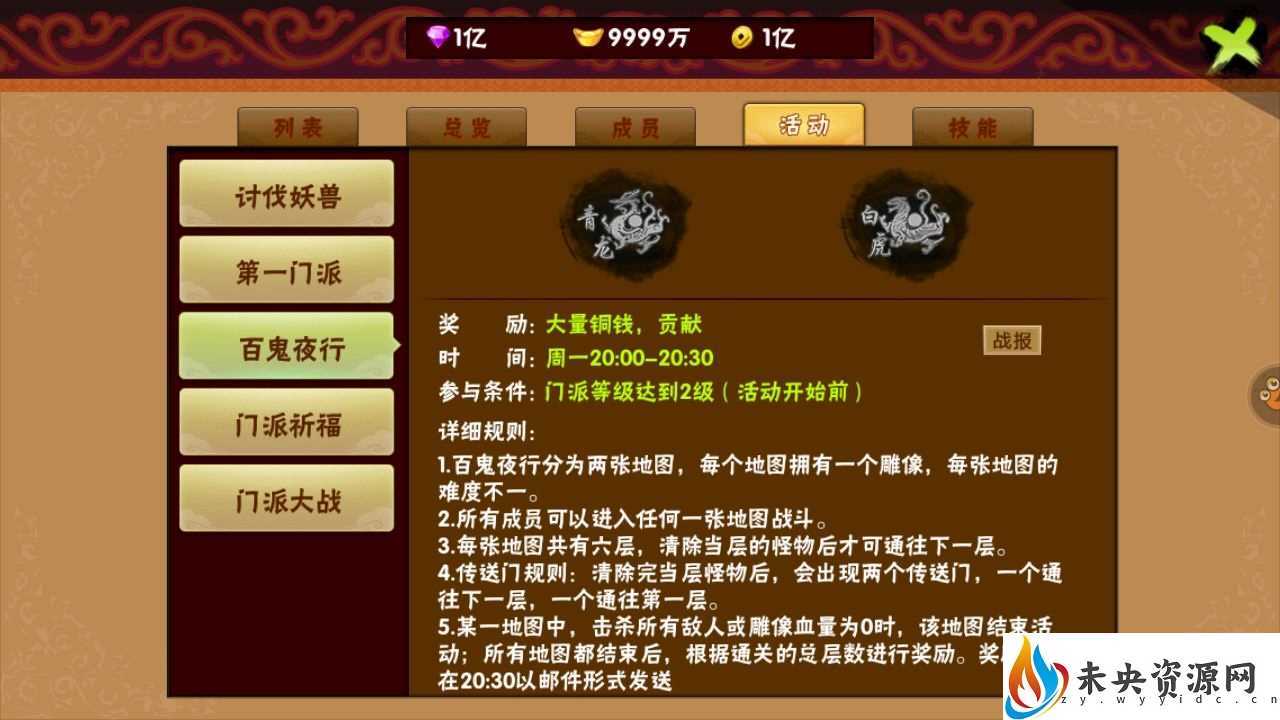 1亿 9999万 1亿
列表 总览 成员 活动 技能
讨伐妖兽
第一门派
百鬼夜行
门派祈福
门派大战
青龙 白虎
奖 励：大量铜钱，贡献
时 间：周一20:00-20:30
战报
参与条件：门派等级达到2级（活动开始前）
详细规则：
1.百鬼夜行分为两张地图，每个地图拥有一个雕像，每张地图的
难度不一。
2.所有成员可以进入任何一张地图战斗。
3.每张地图共有六层，清除当层的怪物后才可通往下一层。
4.传送门规则：清除完当层怪物后，会出现两个传送门，一个通
往下一层，一个通往第一层。
5.某一地图中，击杀所有敌人或雕像血量为0时，该地图结束活
动；所有地图都结束后，根据通关的总层数进行奖励。奖
在20:30以邮件形式发送
未央资源网
zy.wyyidc.cn